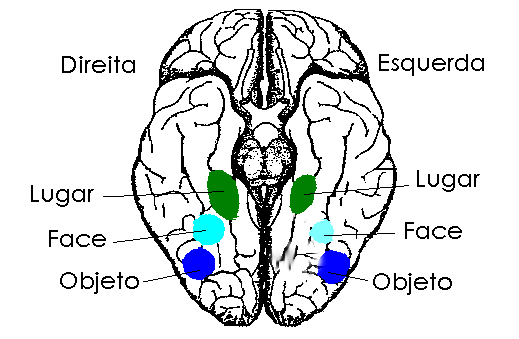 Direita
Esquerda
Lugar
Lugar
Face
Face
Objeto
Objeto